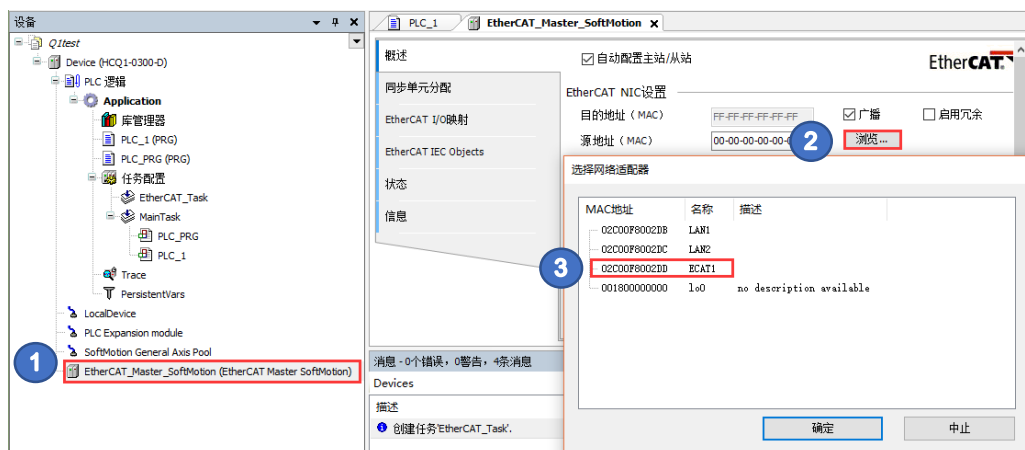 设备
Q1test
Device (HCQ1-0300-D)
PLC 逻辑
Application
库管理器
PLC_1 (PRG)
PLC_PRG (PRG)
任务配置
EtherCAT_Task
MainTask
PLC_PRG
PLC_1
Trace
PersistentVars
LocalDevice
PLC Expansion module
SoftMotion General Axis Pool
1
EtherCAT_Master_SoftMotion (EtherCAT Master SoftMotion)
PLC_1
EtherCAT_Master_SoftMotion
概述
同步单元分配
EtherCAT I/O映射
EtherCAT IEC Objects
状态
信息
自动配置主站/从站
EtherCAT
EtherCAT NIC设置
目的地址（MAC） FF-FF-FF-FF-FF-FF 广播 启用冗余
源地址（MAC） 00-00-00-00-0 2 浏览...
选择网络适配器
MAC地址 名称 描述
02C00F8002DB LAN1
02C00F8002DC LAN2
3 02C00F8002DD ECAT1
001800000000 lo0 no description available
确定 中止
消息 - 0个错误，0警告，4条消息
Devices
描述
创建任务'EtherCAT_Task'.